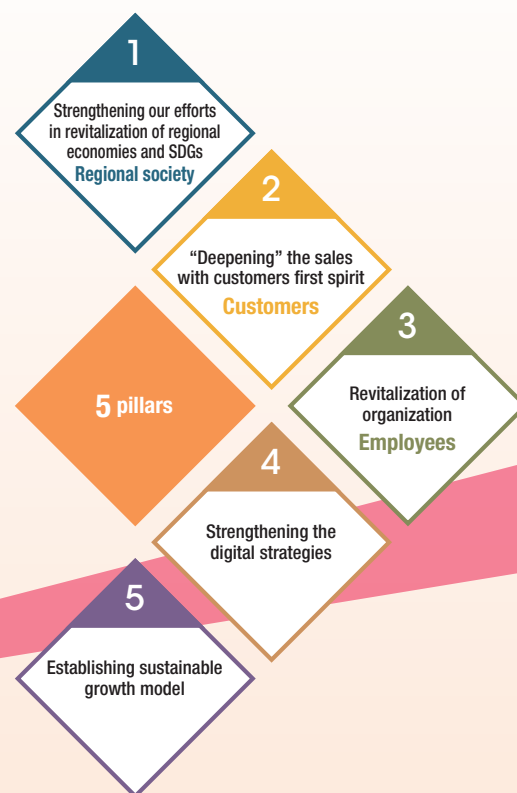 1
Strengthening our efforts
in revitalization of regional
economies and SDGs
Regional society
2
“Deepening” the sales
with customers first spirit
Customers
3
Revitalization of
organization
Employees
5 pillars
4
Strengthening the
digital strategies
5
Establishing sustainable
growth model